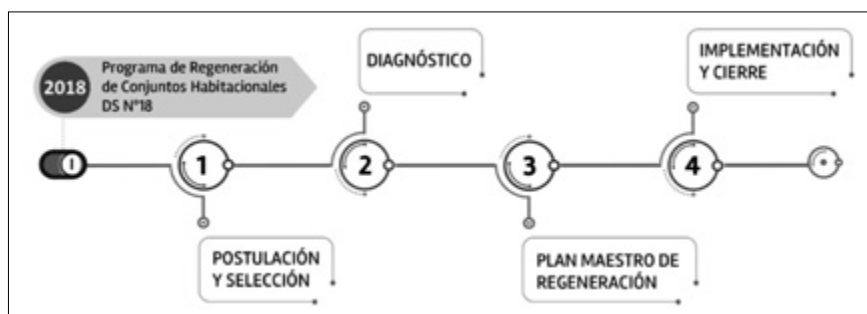 2018
Programa de Regeneración
de Conjuntos Habitacionales
DS N°18
I
1
POSTULACIÓN
Y SELECCIÓN
2
DIAGNÓSTICO
3
PLAN MAESTRO DE
REGENERACIÓN
4
IMPLEMENTACIÓN
Y CIERRE